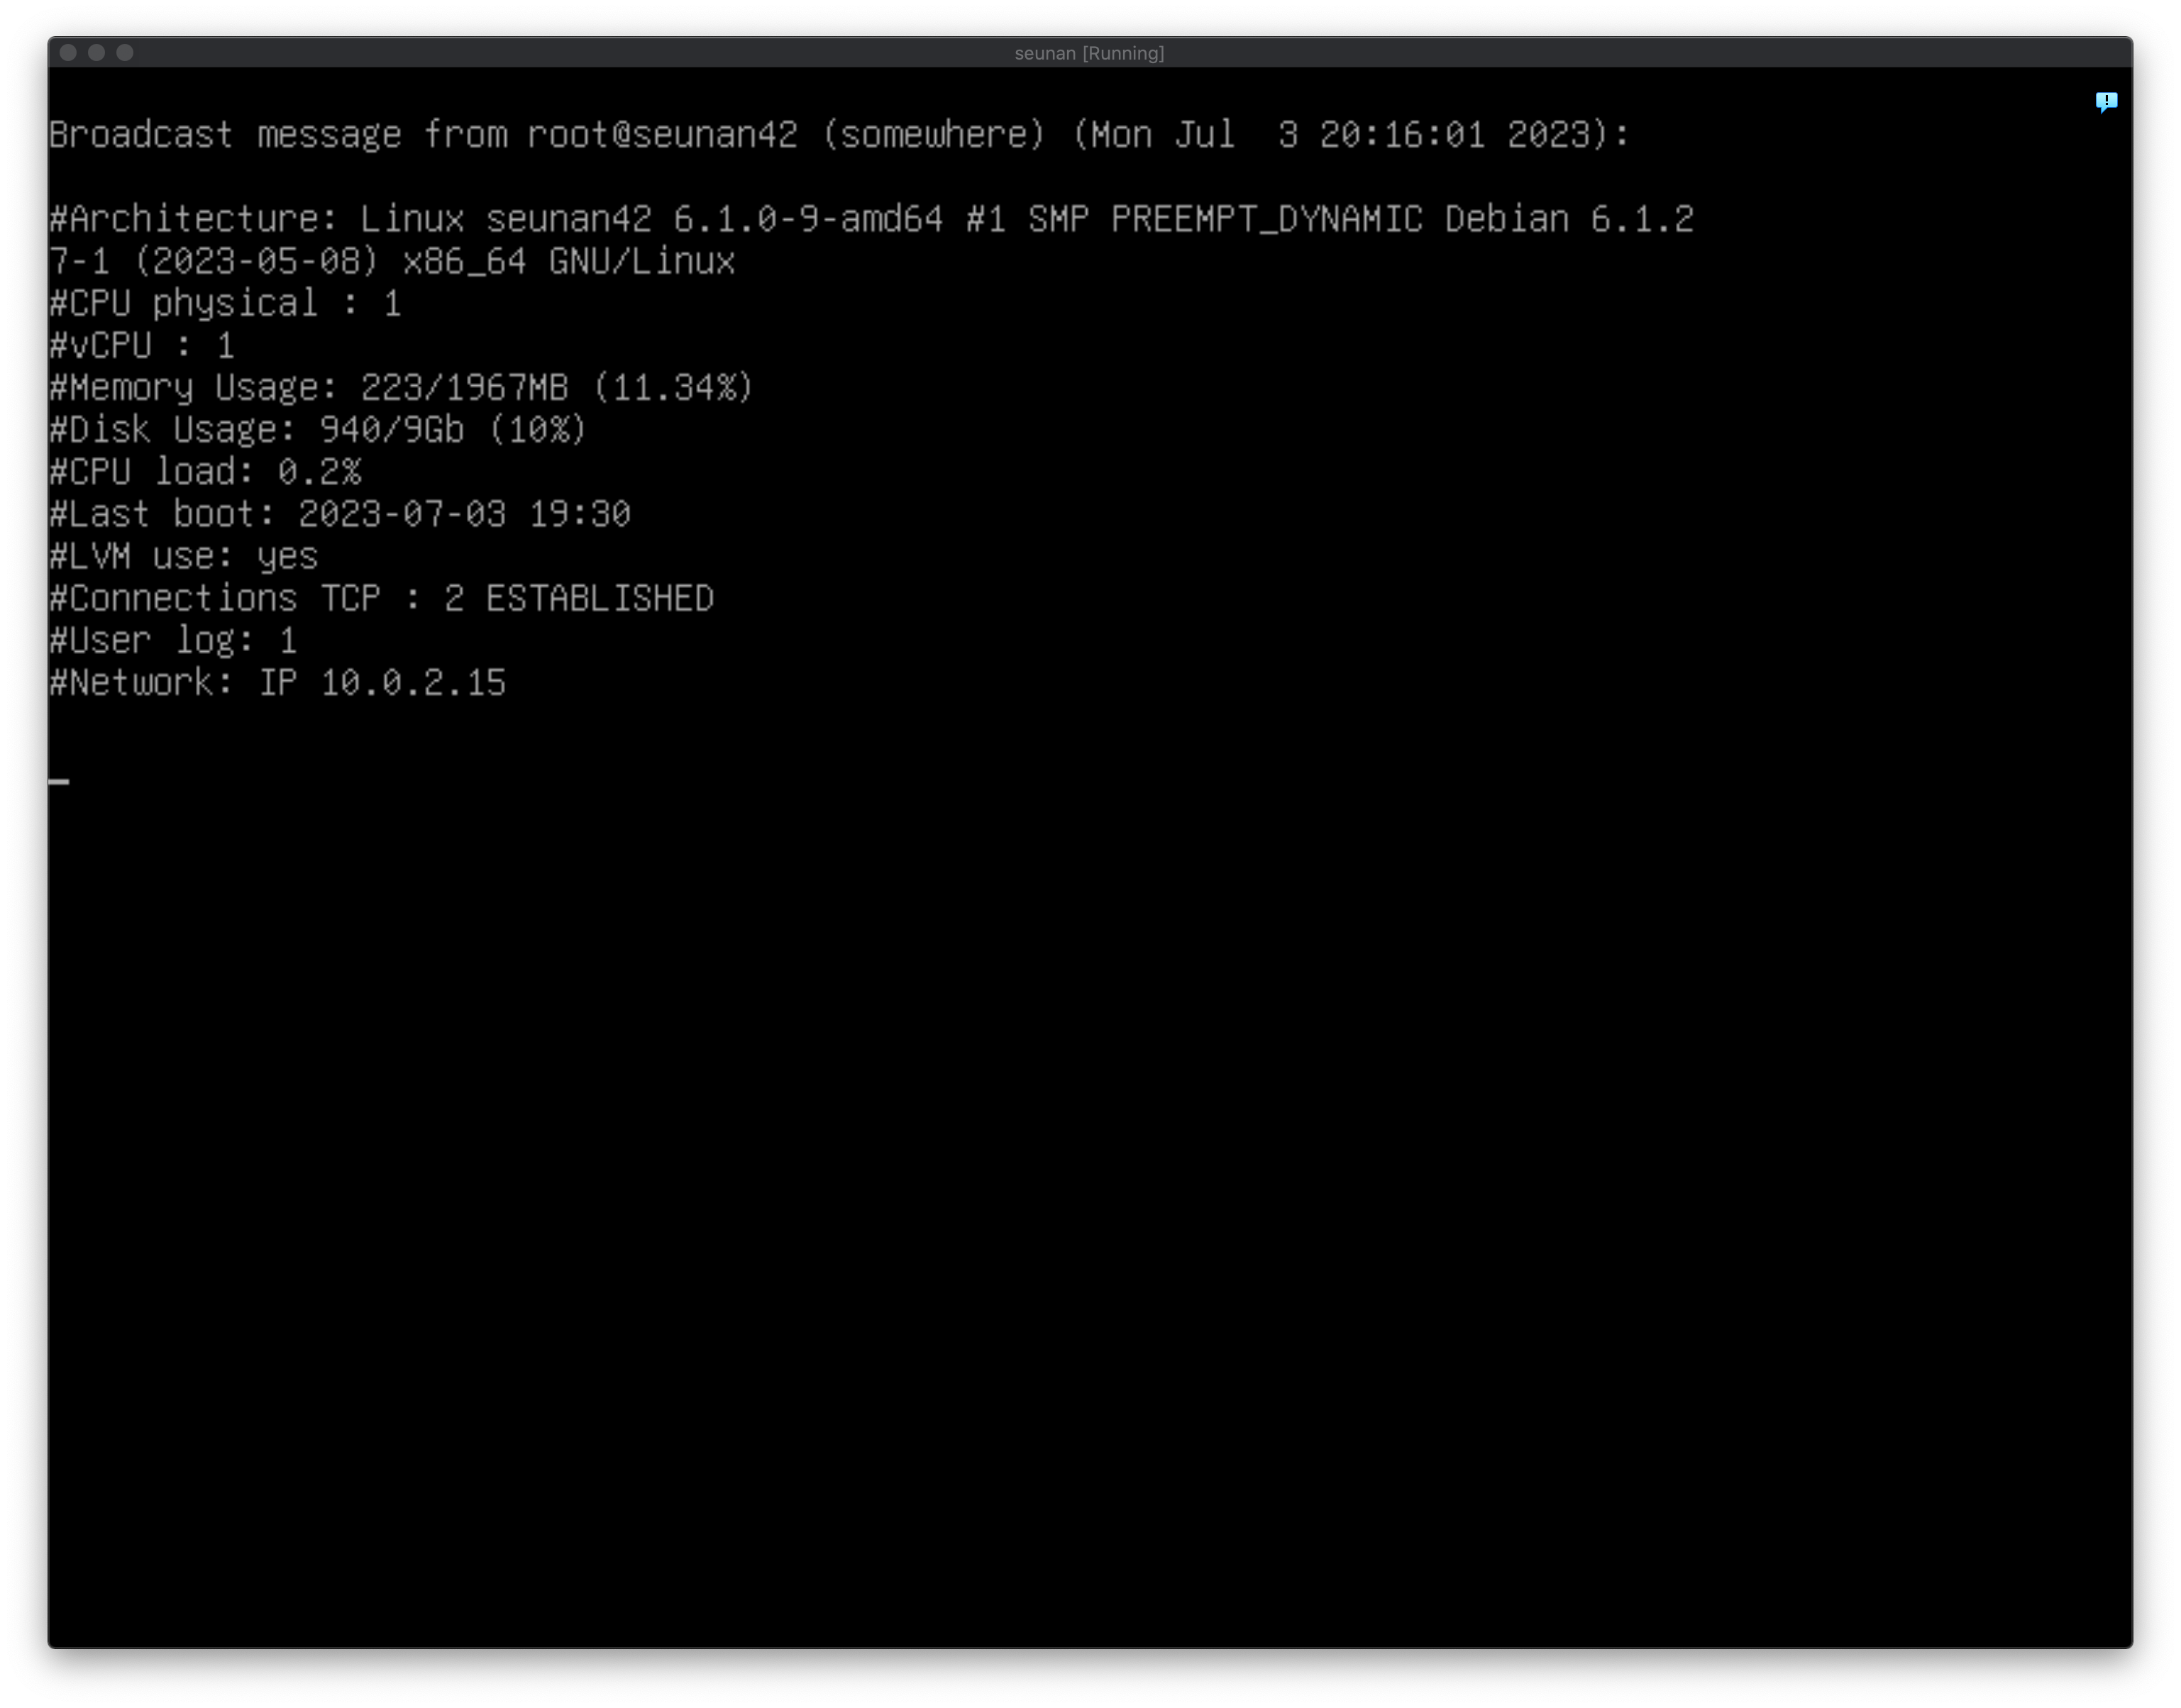 seunan [Running]
Broadcast message from root@seunan42 (somewhere) (Mon Jul  3 20:16:01 2023):
#Architecture: Linux seunan42 6.1.0-9-amd64 #1 SMP PREEMPT_DYNAMIC Debian 6.1.2
7-1 (2023-05-08) x86_64 GNU/Linux
#CPU physical : 1
#vCPU : 1
#Memory Usage: 223/1967MB (11.34%)
#Disk Usage: 940/9Gb (10%)
#CPU load: 0.2%
#Last boot: 2023-07-03 19:30
#LVM use: yes
#Connections TCP : 2 ESTABLISHED
#User log: 1
#Network: IP 10.0.2.15